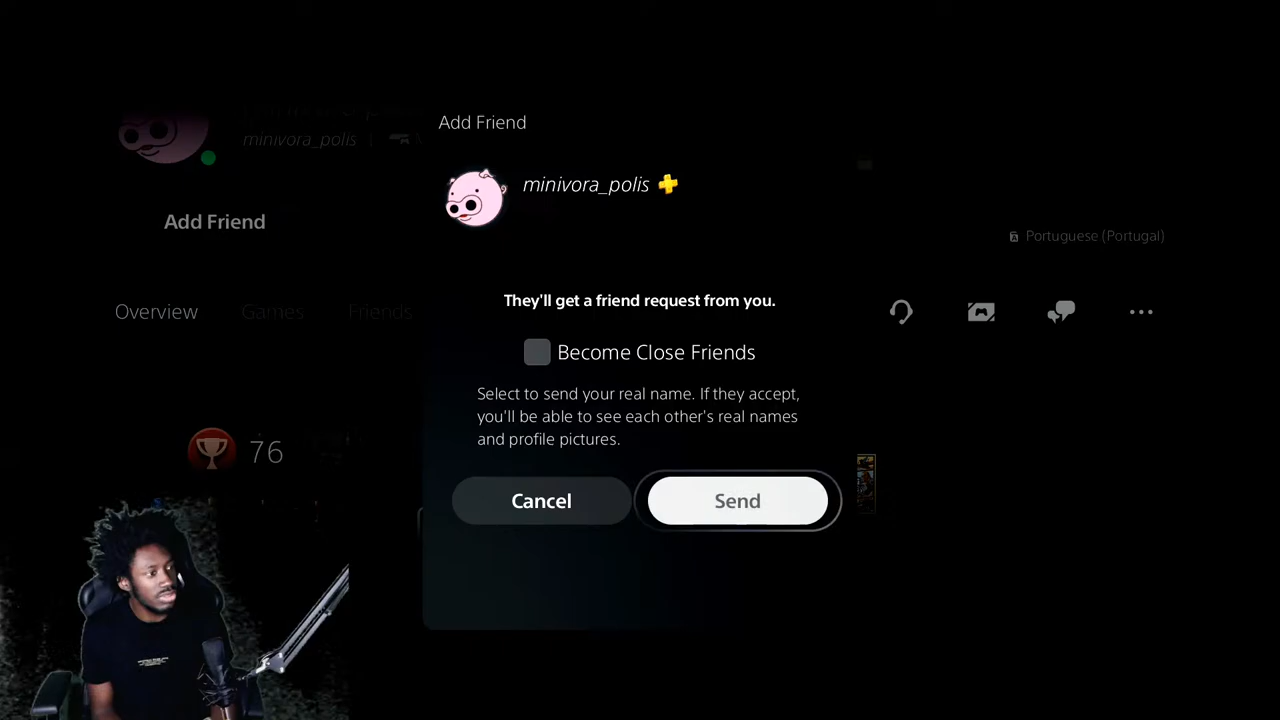 Add Friend
minivora_polis
minivora_polis
Add Friend
Portuguese (Portugal)
They'll get a friend request from you.
Overview
Games
Friends
Become Close Friends
Select to send your real name. If they accept,
you'll be able to see each other's real names
and profile pictures.
76
Cancel
Send